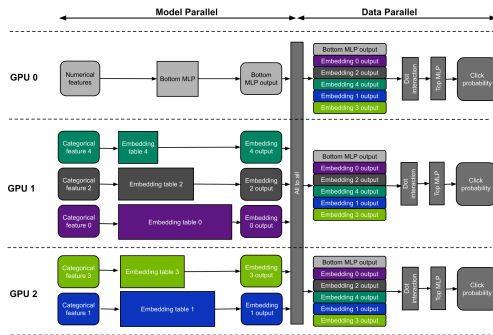 Model Parallel
Data Parallel
GPU 0
Numerical
features
Bottom MLP
Bottom
MLP output
All to all
Bottom MLP output
Embedding 0 output
Embedding 2 output
Embedding 4 output
Embedding 1 output
Embedding 3 output
Dot
interaction
Top MLP
Click
probability
GPU 1
Categorical
feature 4
Embedding
table 4
Embedding
4 output
Categorical
feature 2
Embedding table 2
Embedding
2 output
Categorical
feature 0
Embedding table 0
Embedding
0 output
Bottom MLP output
Embedding 0 output
Embedding 2 output
Embedding 4 output
Embedding 1 output
Embedding 3 output
Dot
interaction
Top MLP
Click
probability
GPU 2
Categorical
feature 3
Embedding table 3
Embedding
3 output
Categorical
feature 1
Embedding table 1
Embedding
1 output
Bottom MLP output
Embedding 0 output
Embedding 2 output
Embedding 4 output
Embedding 1 output
Embedding 3 output
Dot
interaction
Top MLP
Click
probability